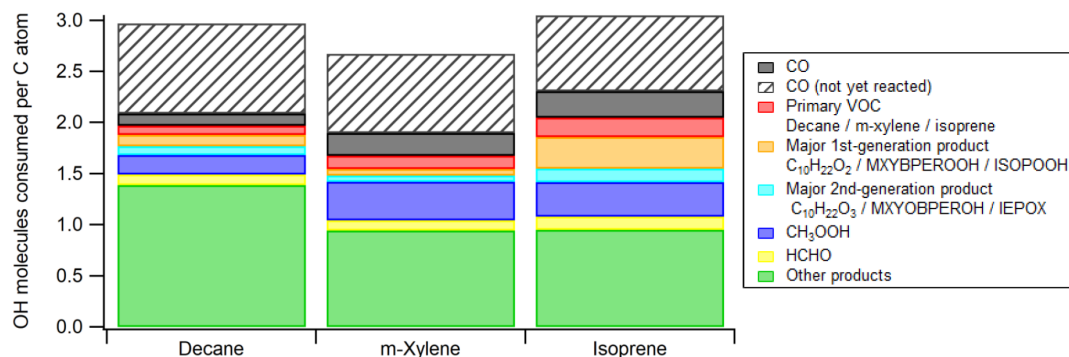 OH molecules consumed per C atom
3.0
2.5
2.0
1.5
1.0
0.5
0.0
Decane
m-Xylene
Isoprene
CO
CO (not yet reacted)
Primary VOC
Decane / m-xylene / isoprene
Major 1st-generation product
C₁₀H₂₂O₂ / MXYBPEROOH / ISOPOOH
Major 2nd-generation product
C₁₀H₂₂O₃ / MXYOBPEROH / IEPOX
CH₃OOH
HCHO
Other products